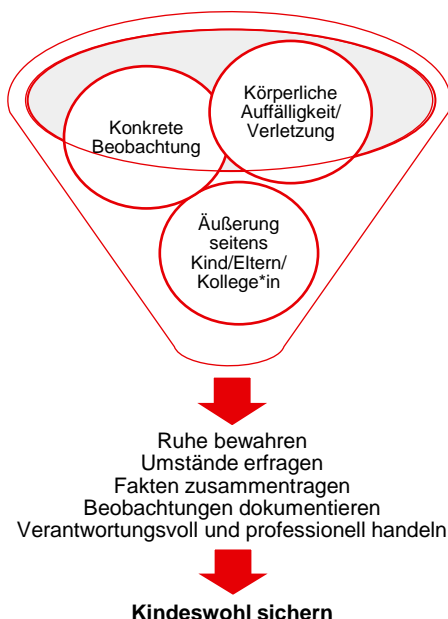 Konkrete
Beobachtung
Körperliche
Auffälligkeit/
Verletzung
Äußerung
seitens
Kind/Eltern/
Kollege*in
Ruhe bewahren
Umstände erfragen
Fakten zusammentragen
Beobachtungen dokumentieren
Verantwortungsvoll und professionell handeln
Kindeswohl sichern